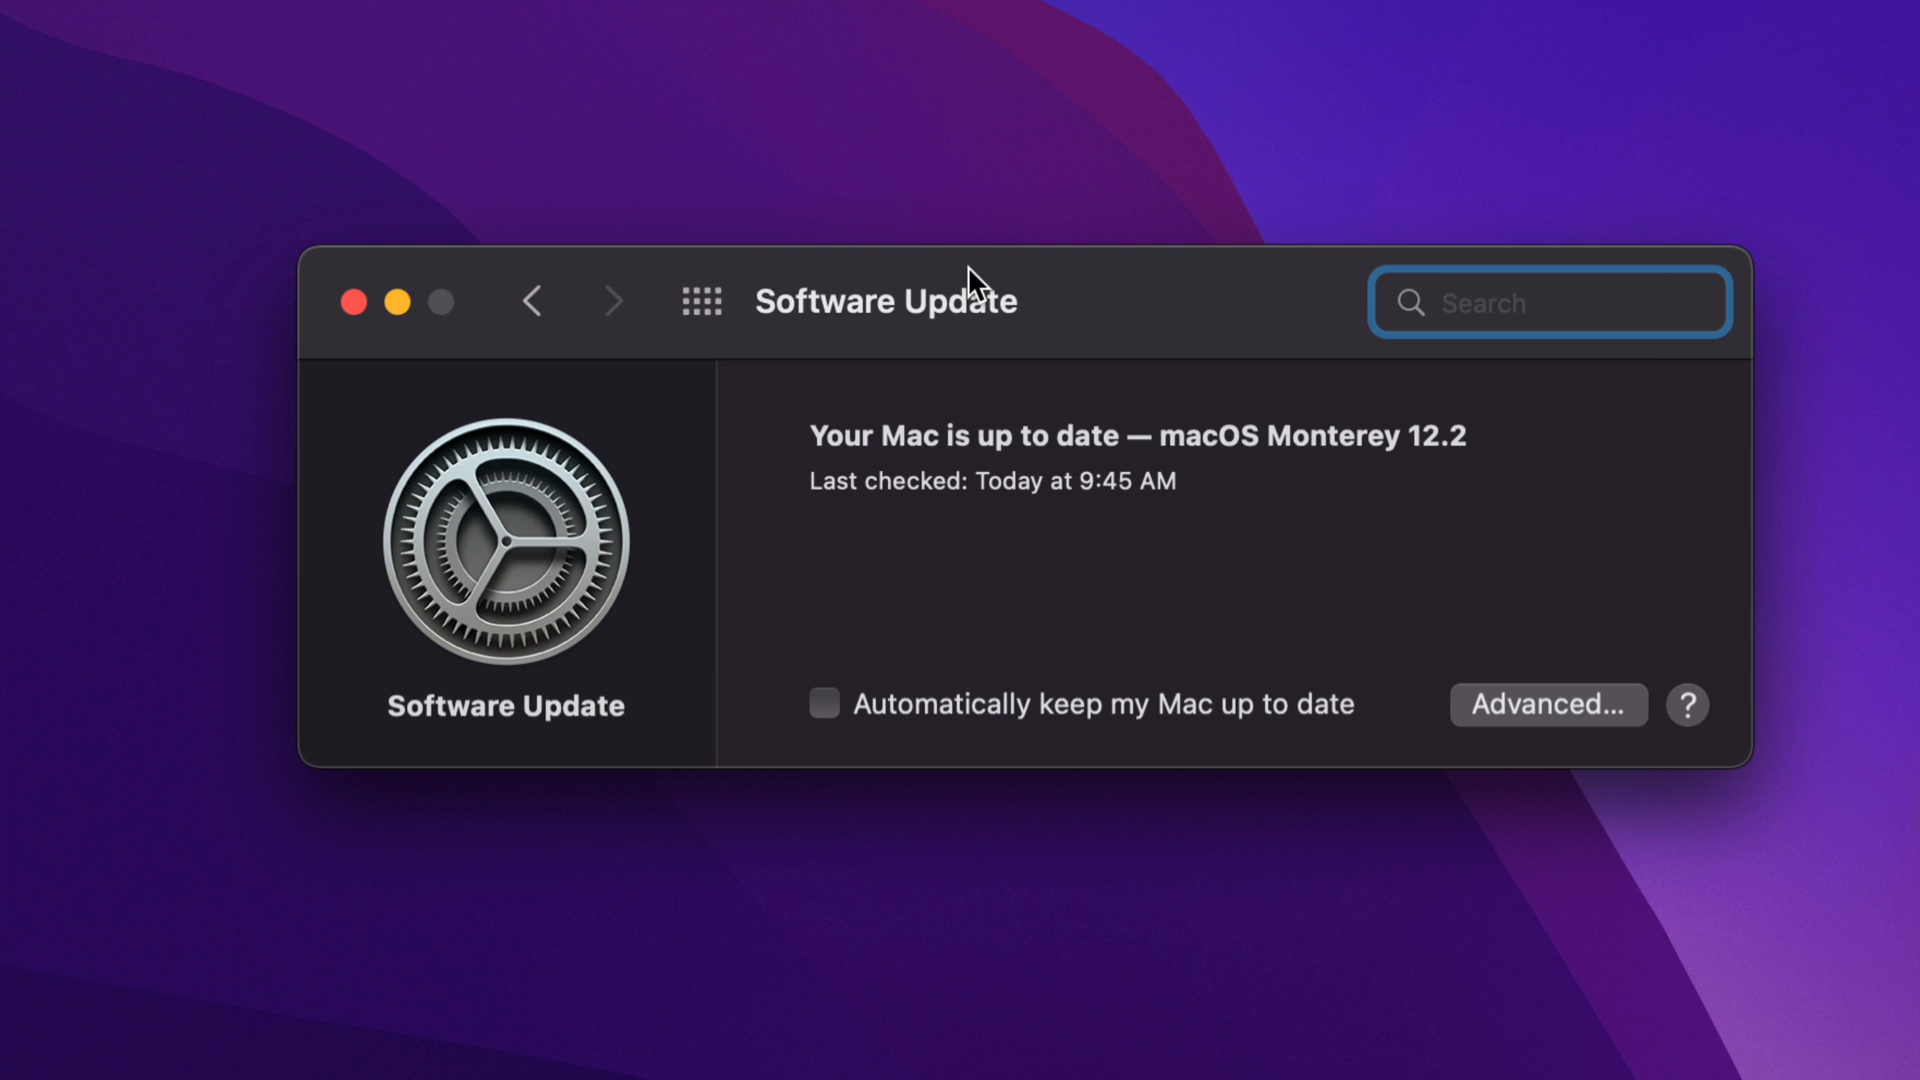 Software Update
Search
Your Mac is up to date — macOS Monterey 12.2
Last checked: Today at 9:45 AM
Software Update
Automatically keep my Mac up to date
Advanced...
?